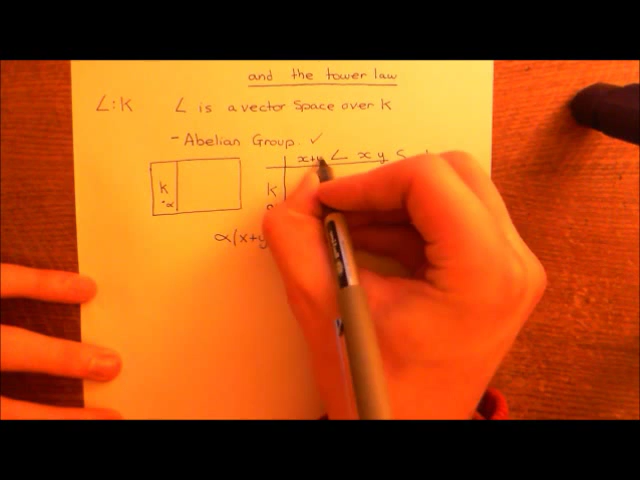 and the tower law
L:K L is a vector space over K
- Abelian Group. ✓
x+y L x y
K
-α
K
α(x+y